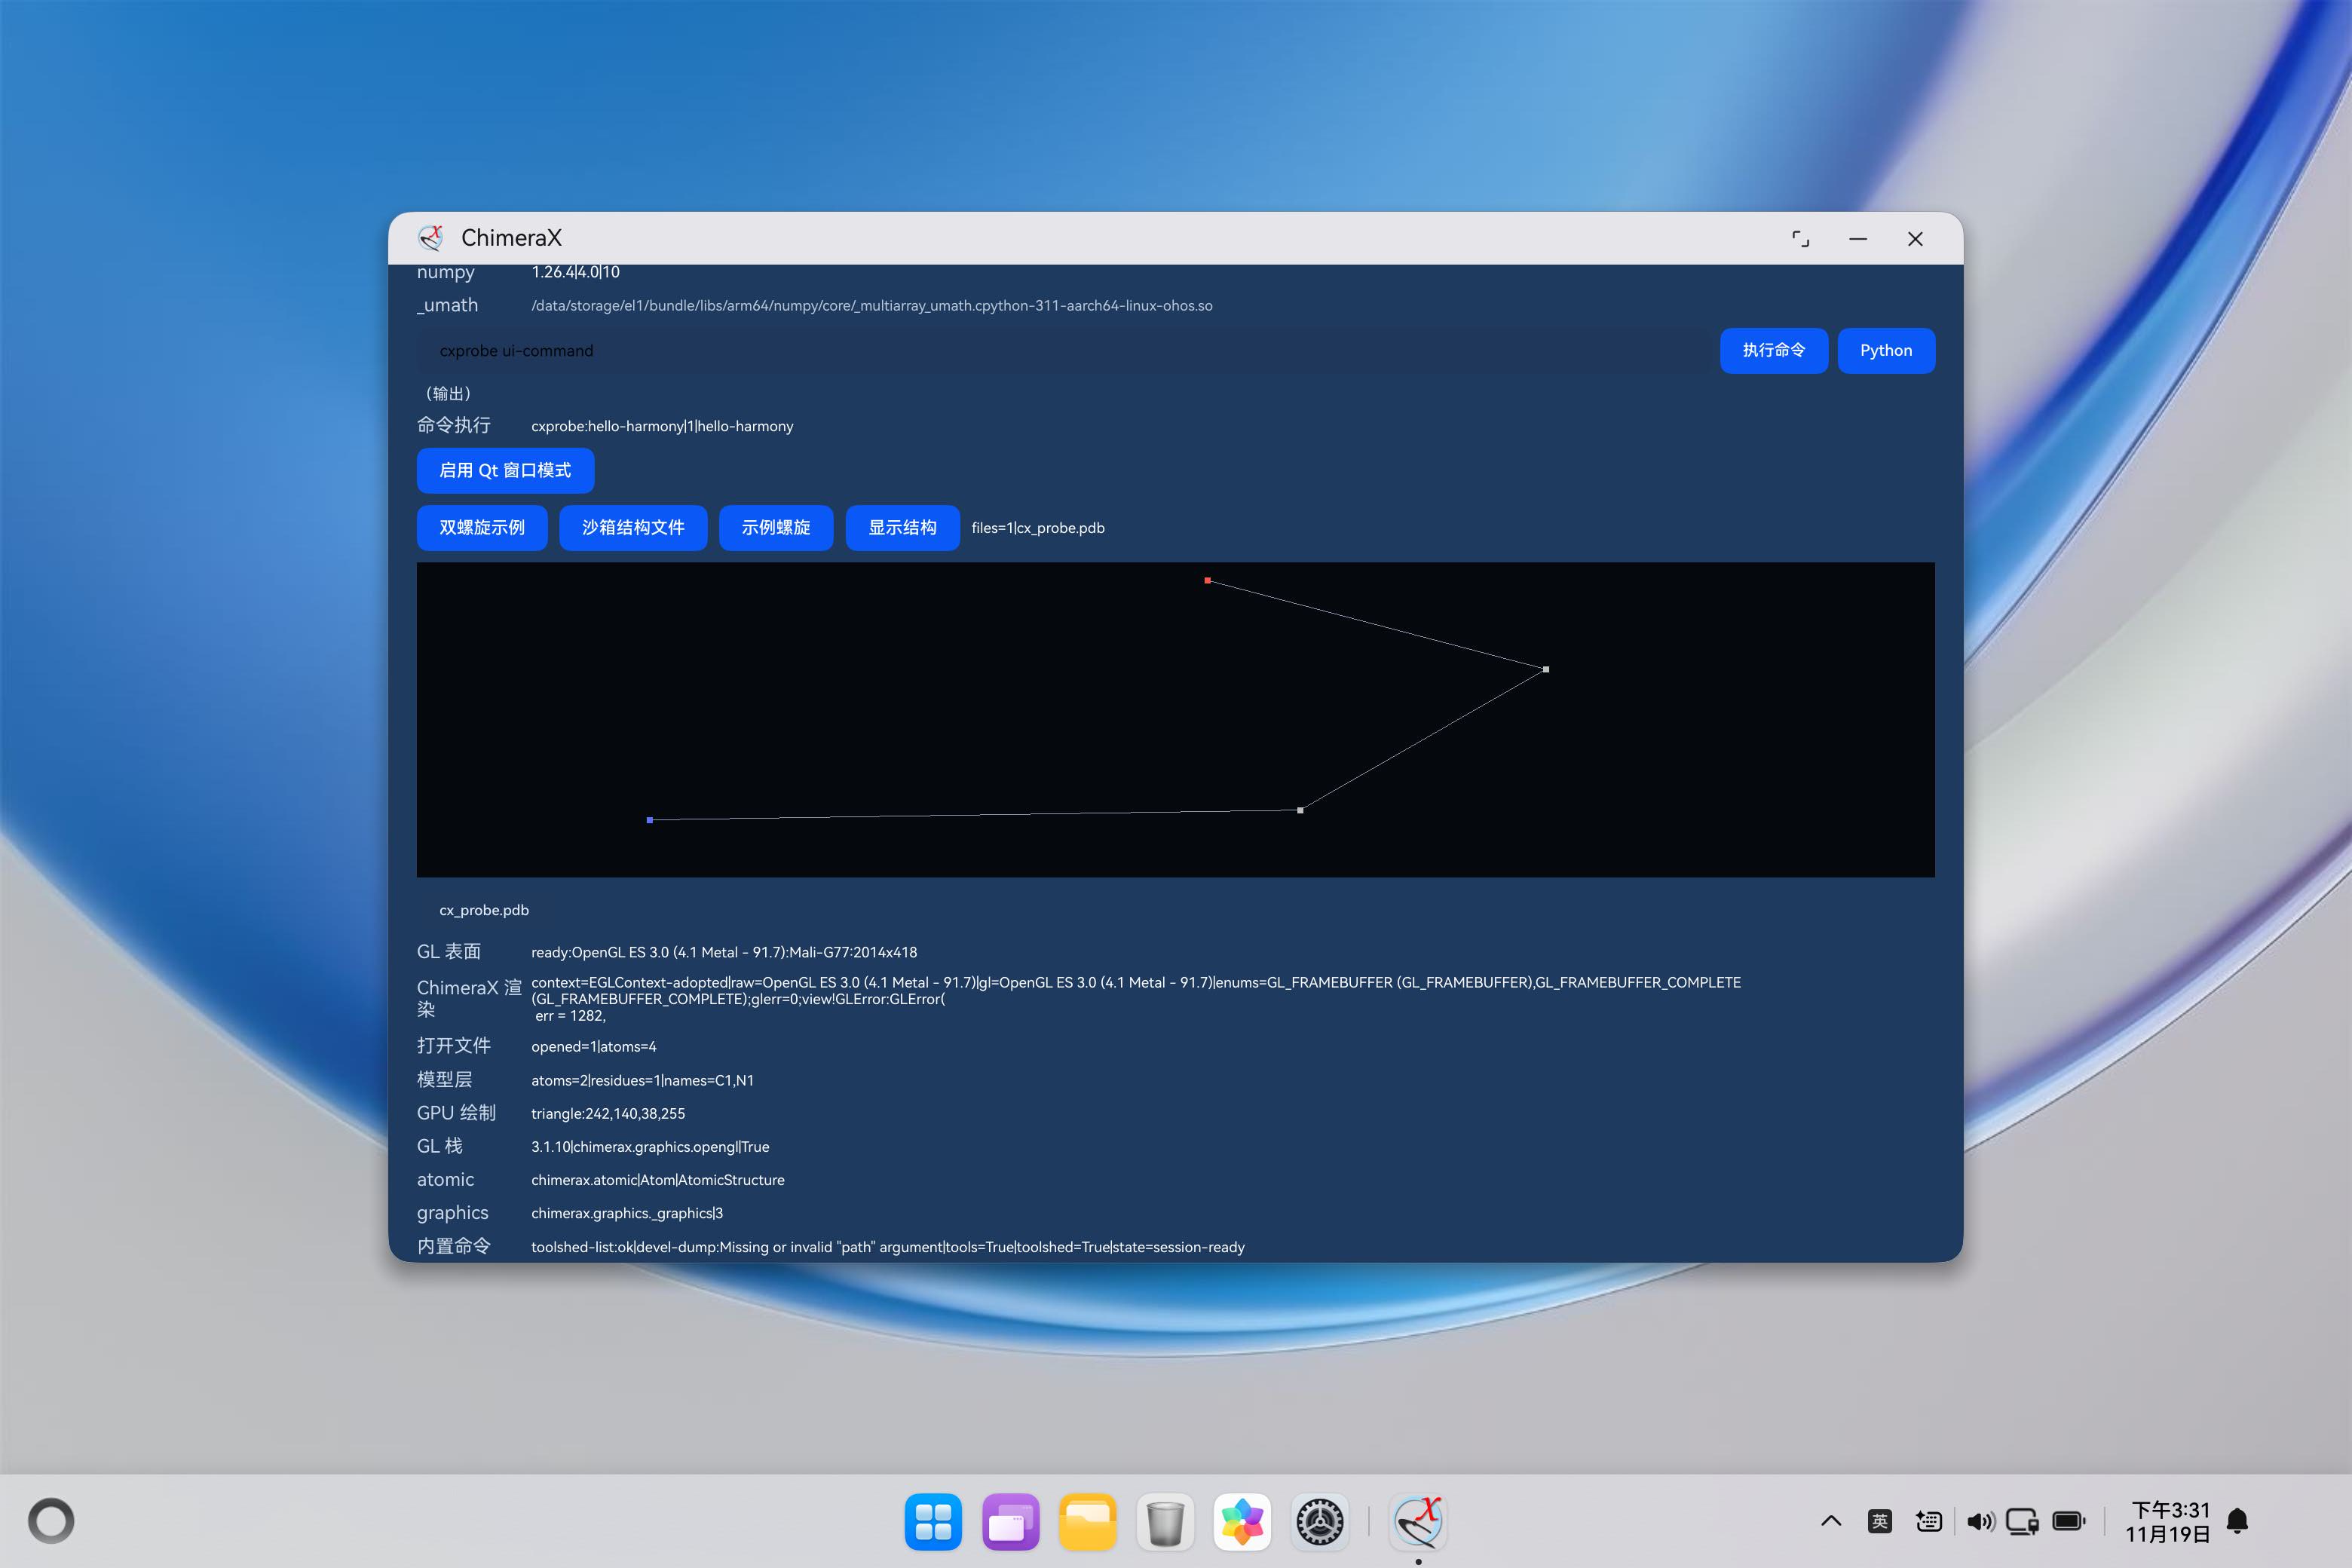 ChimeraX
numpy 1.26.4|4.0|10
_umath /data/storage/el1/bundle/libs/arm64/numpy/core/_multiarray_umath.cpython-311-aarch64-linux-ohos.so
cxprobe ui-command 执行命令 Python
（输出）
命令执行 cxprobe:hello-harmony|1|hello-harmony
启用 Qt 窗口模式
双螺旋示例 沙箱结构文件 示例螺旋 显示结构 files=1|cx_probe.pdb
cx_probe.pdb
GL 表面 ready:OpenGL ES 3.0 (4.1 Metal - 91.7):Mali-G77:2014x418
ChimeraX 渲染 context=EGLContext-adopted|raw=OpenGL ES 3.0 (4.1 Metal - 91.7)|gl=OpenGL ES 3.0 (4.1 Metal - 91.7)|enums=GL_FRAMEBUFFER (GL_FRAMEBUFFER),GL_FRAMEBUFFER_COMPLETE
(GL_FRAMEBUFFER_COMPLETE);glerr=0;view!GLError:GLError(
err = 1282,
打开文件 opened=1|atoms=4
模型层 atoms=2|residues=1|names=C1,N1
GPU 绘制 triangle:242,140,38,255
GL 栈 3.1.10|chimerax.graphics.opengl|True
atomic chimerax.atomic|Atom|AtomicStructure
graphics chimerax.graphics._graphics|3
内置命令 toolshed-list:ok|devel-dump:Missing or invalid "path" argument|tools=True|toolshed=True|state=session-ready
英
下午3:31
11月19日